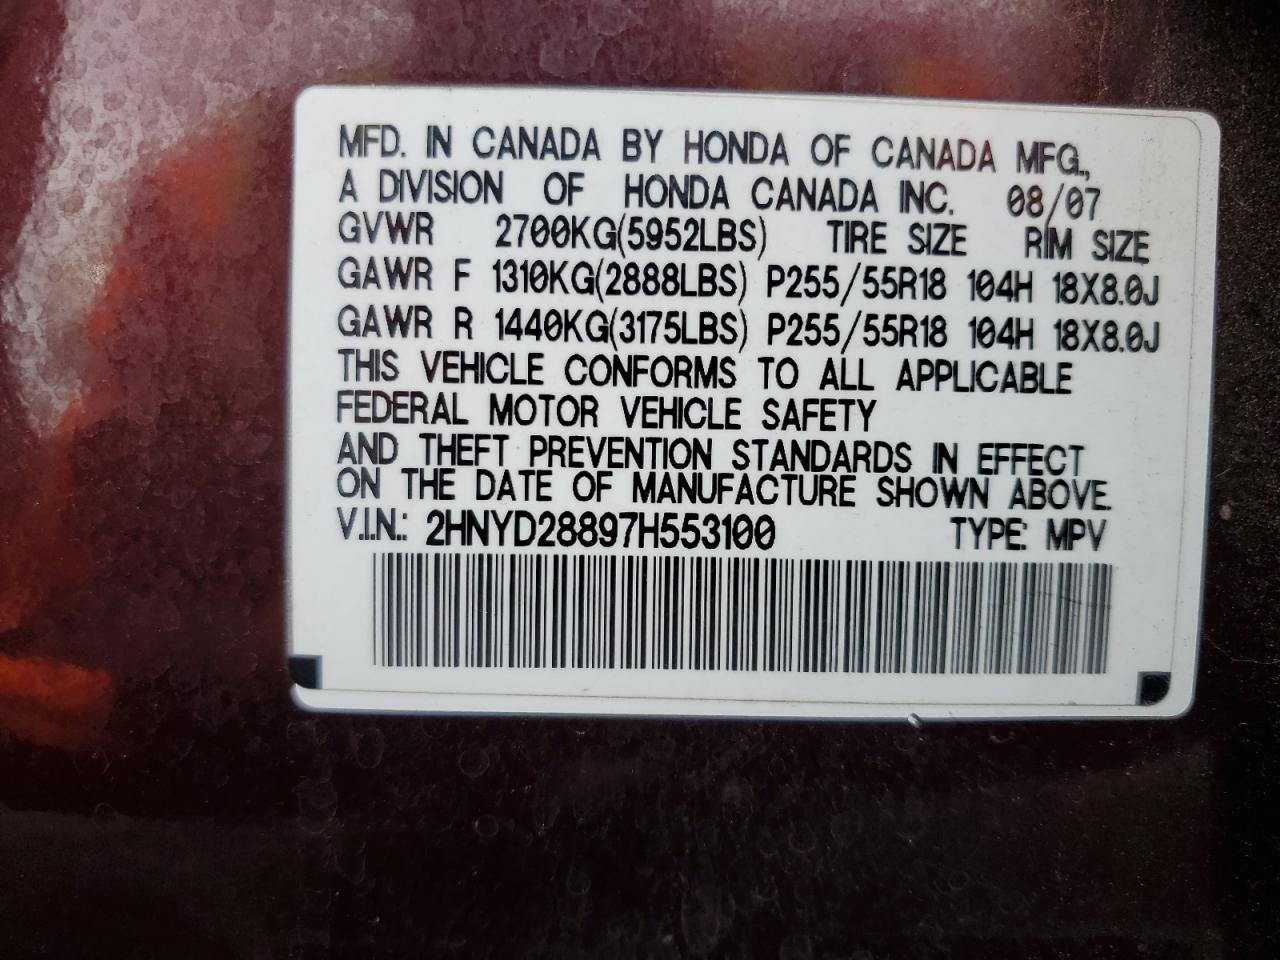 MFD. IN CANADA BY HONDA OF CANADA MFG.,
A DIVISION OF HONDA CANADA INC. 08/07
GVWR 2700KG(5952LBS) TIRE SIZE RIM SIZE
GAWR F 1310KG(2888LBS) P255/55R18 104H 18X8.0J
GAWR R 1440KG(3175LBS) P255/55R18 104H 18X8.0J
THIS VEHICLE CONFORMS TO ALL APPLICABLE
FEDERAL MOTOR VEHICLE SAFETY
AND THEFT PREVENTION STANDARDS IN EFFECT
ON THE DATE OF MANUFACTURE SHOWN ABOVE.
V.I.N.: 2HNYD28897H553100 TYPE: MPV